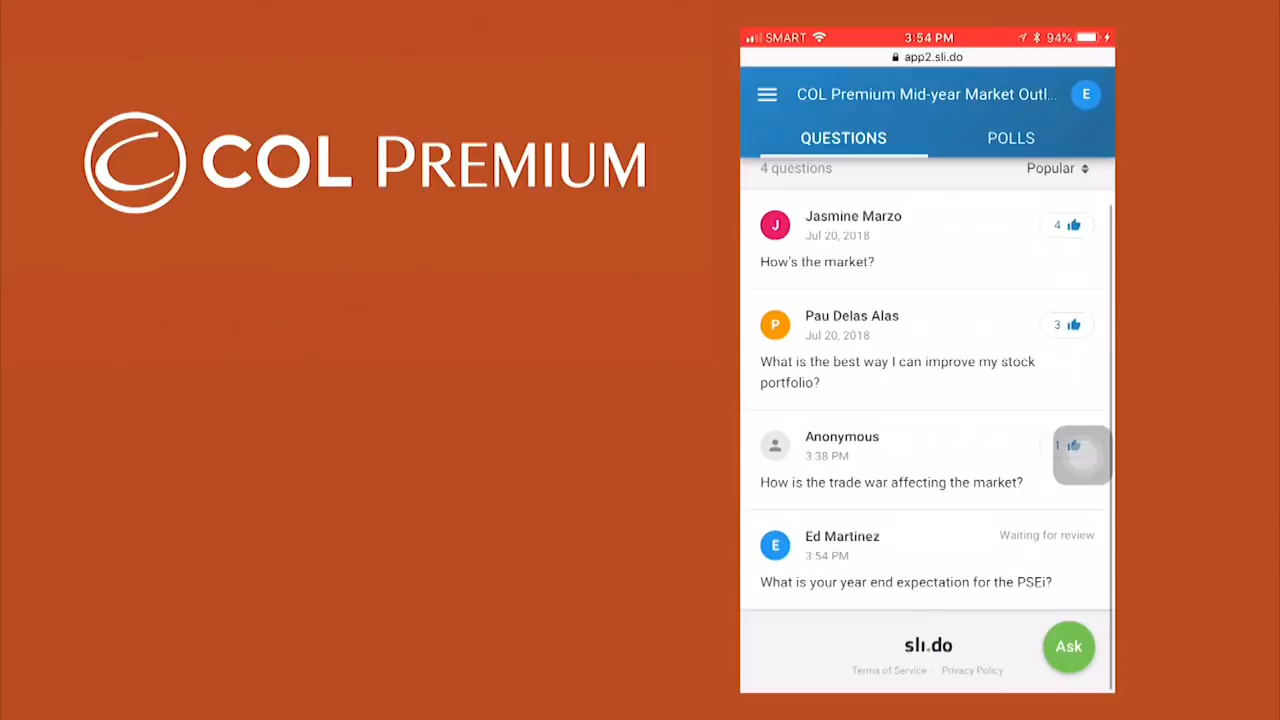 COL PREMIUM
SMART 3:54 PM 94%
app2.sli.do
COL Premium Mid-year Market Outl... E
QUESTIONS POLLS
4 questions Popular
J Jasmine Marzo 4
Jul 20, 2018
How's the market?
P Pau Delas Alas 3
Jul 20, 2018
What is the best way I can improve my stock
portfolio?
Anonymous 1
3:38 PM
How is the trade war affecting the market?
E Ed Martinez Waiting for review
3:54 PM
What is your year end expectation for the PSEi?
sli.do Ask
Terms of Service · Privacy Policy